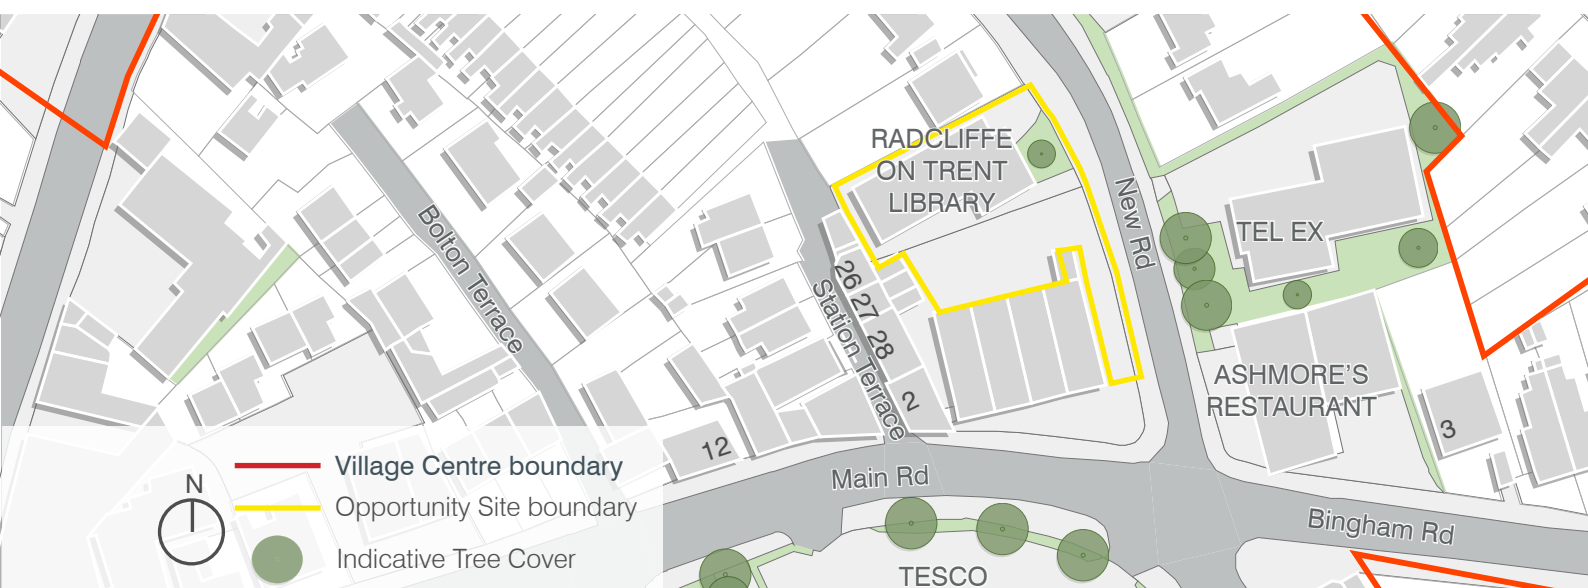 RADCLIFFE
ON TRENT
LIBRARY
New Rd
TEL EX
Bolton Terrace
Station Terrace
26
27
28
2
ASHMORE'S
RESTAURANT
3
12
Main Rd
Bingham Rd
TESCO
N
Village Centre boundary
Opportunity Site boundary
Indicative Tree Cover